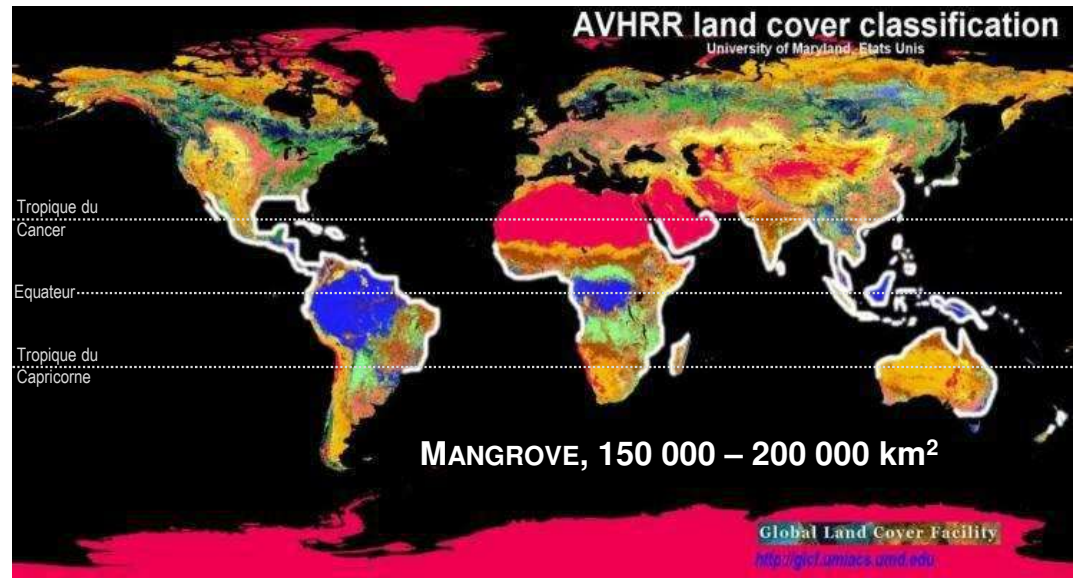 AVHRR land cover classification
University of Maryland, Etats Unis
Tropique du
Cancer
Equateur
Tropique du
Capricorne
MANGROVE, 150 000 – 200 000 km²
Global Land Cover Facility
http://glcf.umiacs.umd.edu